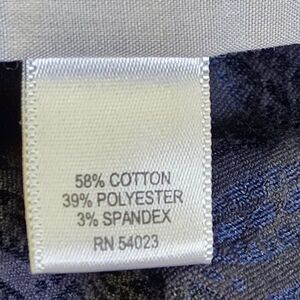 58% COTTON
39% POLYESTER
3% SPANDEX
RN 54023